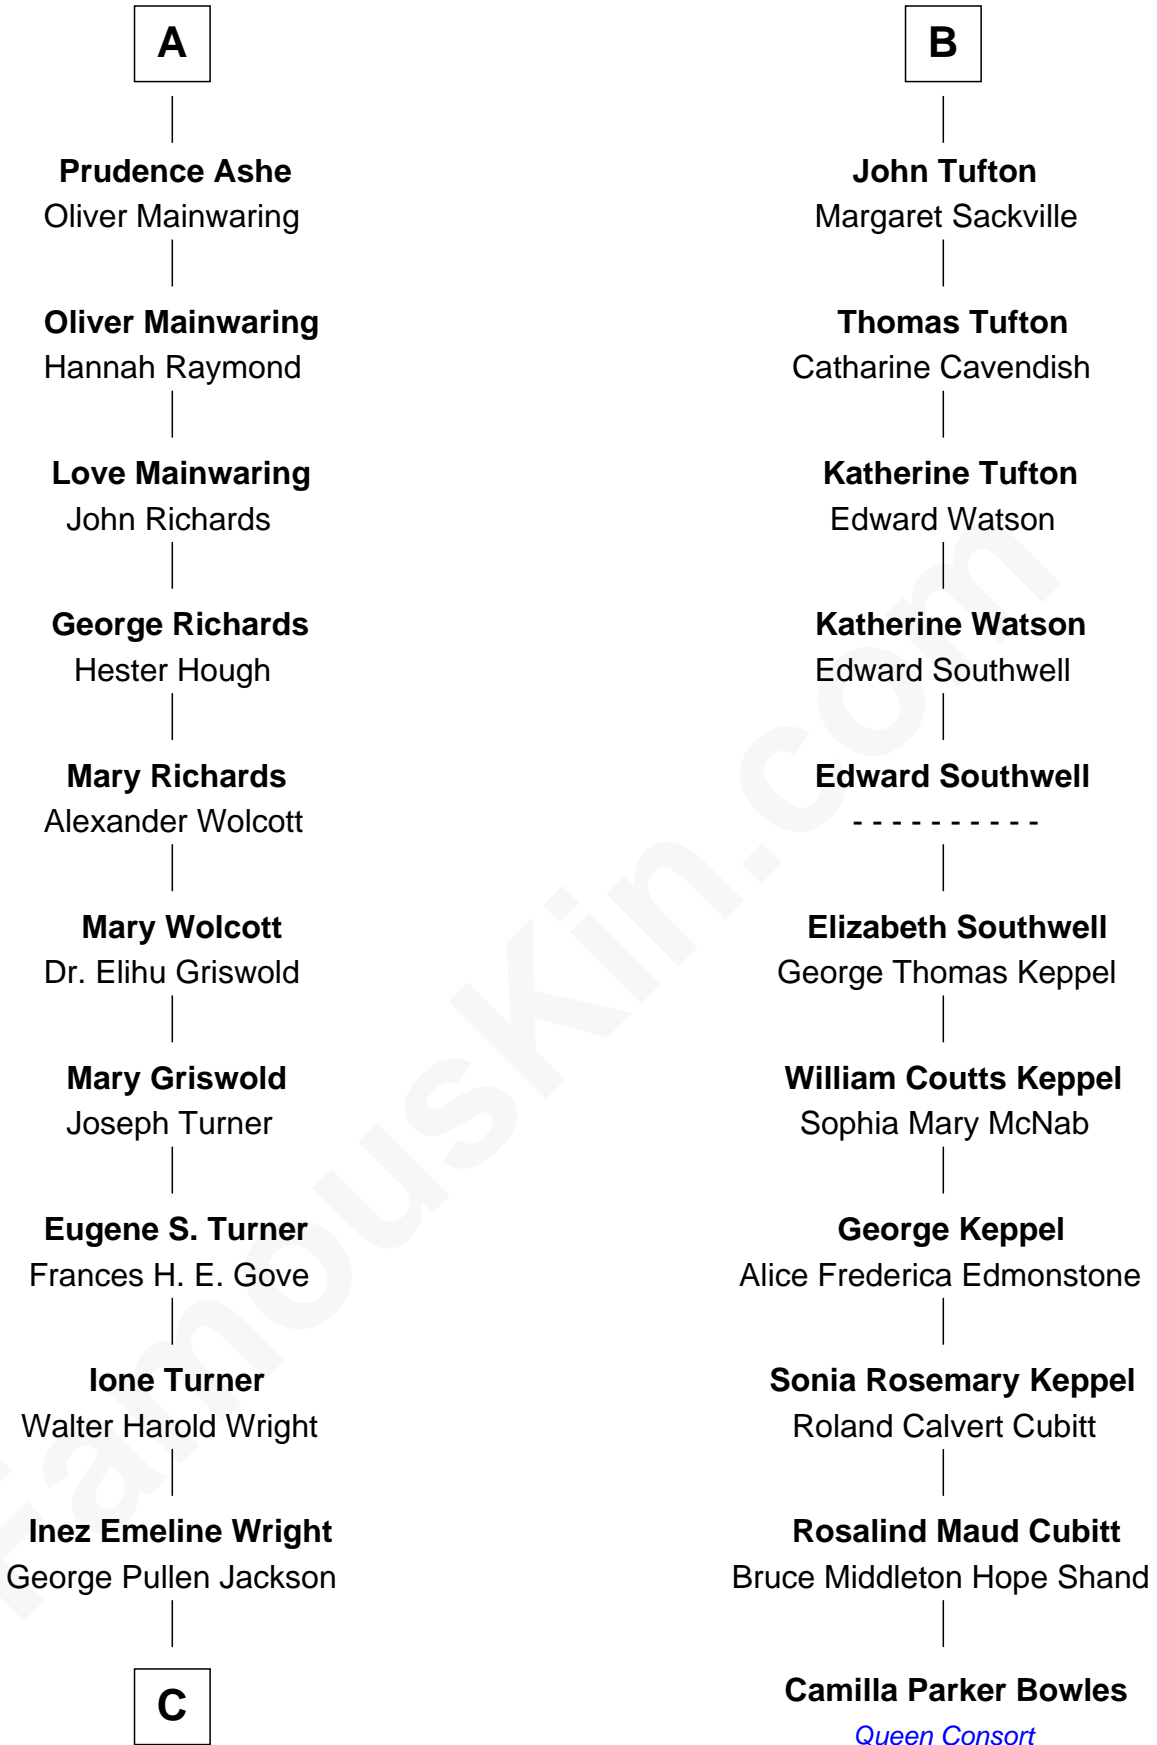 A
Prudence Ashe
Oliver Mainwaring
Oliver Mainwaring
Hannah Raymond
Love Mainwaring
John Richards
George Richards
Hester Hough
Mary Richards
Alexander Wolcott
Mary Wolcott
Dr. Elihu Griswold
Mary Griswold
Joseph Turner
Eugene S. Turner
Frances H. E. Gove
Ione Turner
Walter Harold Wright
Inez Emeline Wright
George Pullen Jackson
C
B
John Tufton
Margaret Sackville
Thomas Tufton
Catharine Cavendish
Katherine Tufton
Edward Watson
Katherine Watson
Edward Southwell
Edward Southwell
- - - - - - - - - -
Elizabeth Southwell
George Thomas Keppel
William Coutts Keppel
Sophia Mary McNab
George Keppel
Alice Frederica Edmonstone
Sonia Rosemary Keppel
Roland Calvert Cubitt
Rosalind Maud Cubitt
Bruce Middleton Hope Shand
Camilla Parker Bowles
Queen Consort
FamousKin.com